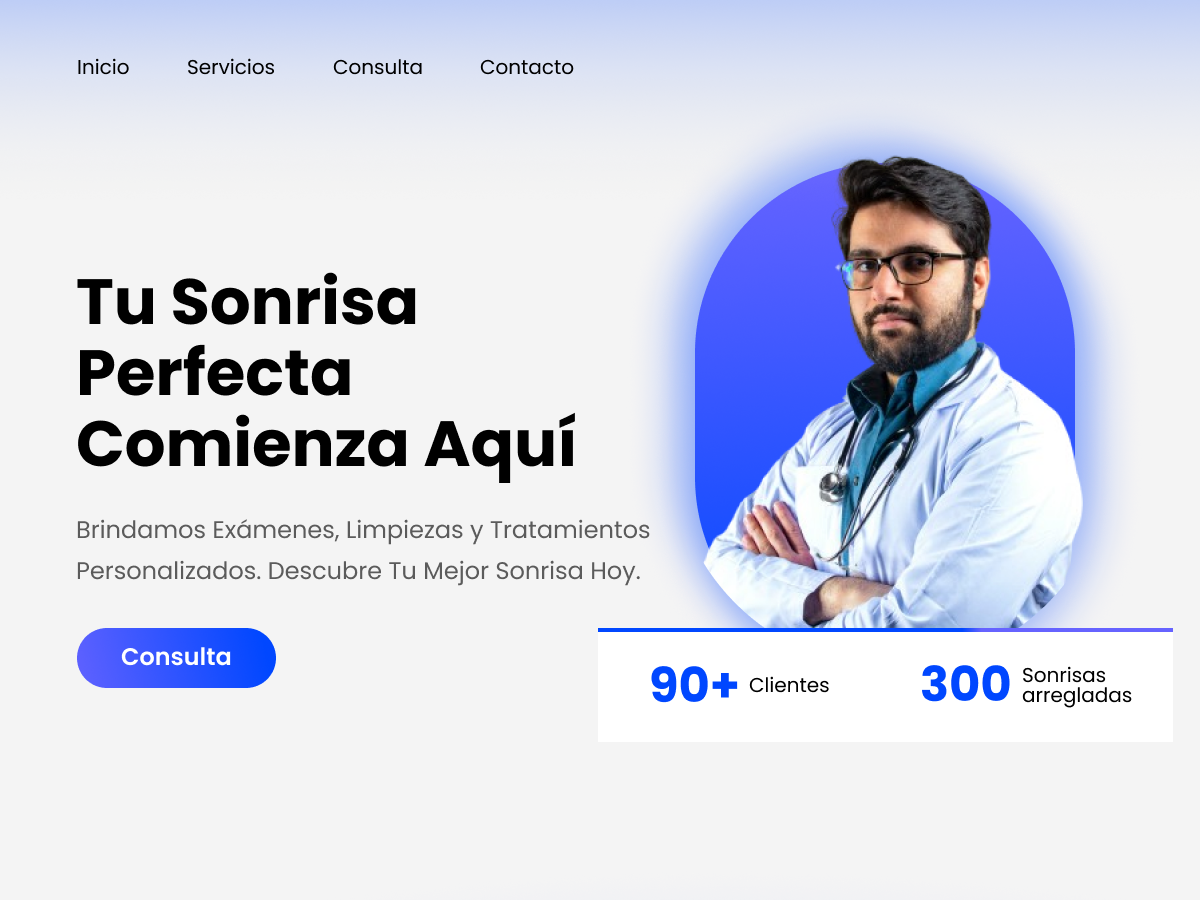 Inicio Servicios Consulta Contacto
Tu Sonrisa
Perfecta
Comienza Aquí
Brindamos Exámenes, Limpiezas y Tratamientos
Personalizados. Descubre Tu Mejor Sonrisa Hoy.
Consulta
90+ Clientes
300 Sonrisas
arregladas